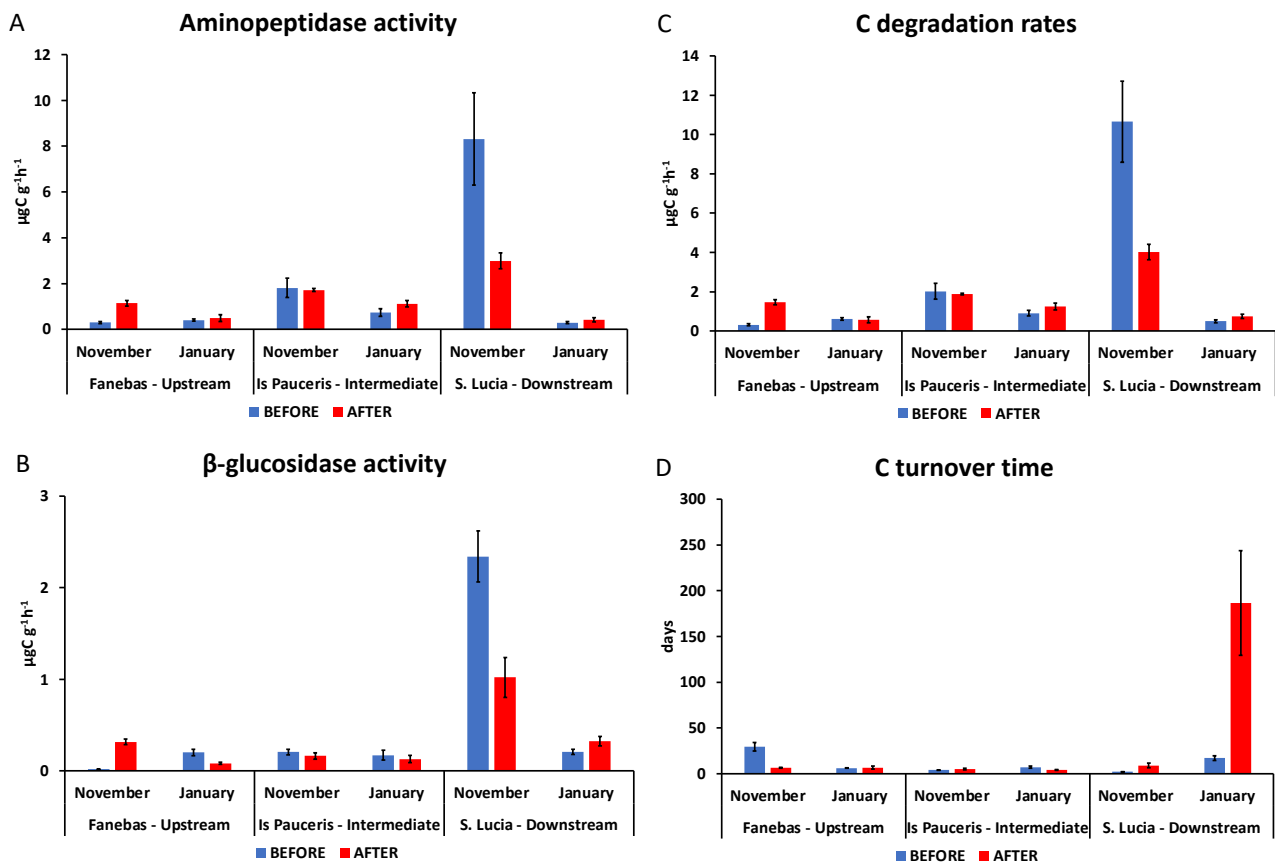 A
Aminopeptidase activity
12
10
8
6
4
2
0
µgC g⁻¹h⁻¹
November January November January November January
Fanebas - Upstream Is Pauceris - Intermediate S. Lucia - Downstream
BEFORE AFTER
C
C degradation rates
14
12
10
8
6
4
2
0
µgC g⁻¹h⁻¹
November January November January November January
Fanebas - Upstream Is Pauceris - Intermediate S. Lucia - Downstream
BEFORE AFTER
B
β-glucosidase activity
3
2
1
0
µgC g⁻¹h⁻¹
November January November January November January
Fanebas - Upstream Is Pauceris - Intermediate S. Lucia - Downstream
BEFORE AFTER
D
C turnover time
300
250
200
150
100
50
0
days
November January November January November January
Fanebas - Upstream Is Pauceris - Intermediate S. Lucia - Downstream
BEFORE AFTER